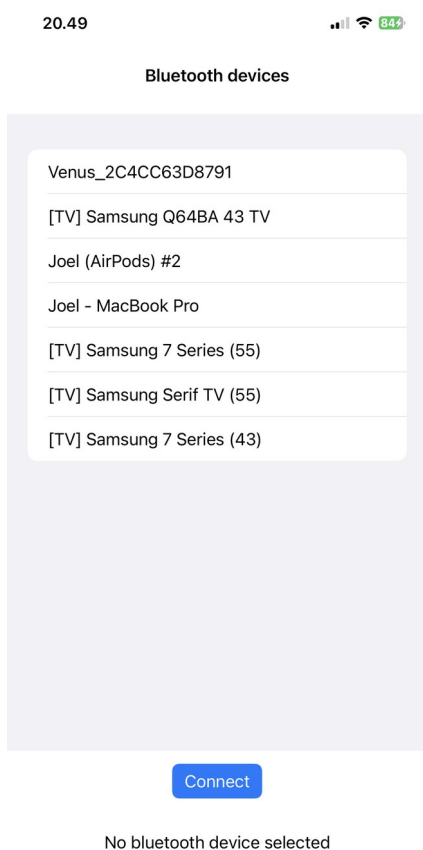 20.49
84
Bluetooth devices
Venus_2C4CC63D8791
[TV] Samsung Q64BA 43 TV
Joel (AirPods) #2
Joel - MacBook Pro
[TV] Samsung 7 Series (55)
[TV] Samsung Serif TV (55)
[TV] Samsung 7 Series (43)
Connect
No bluetooth device selected